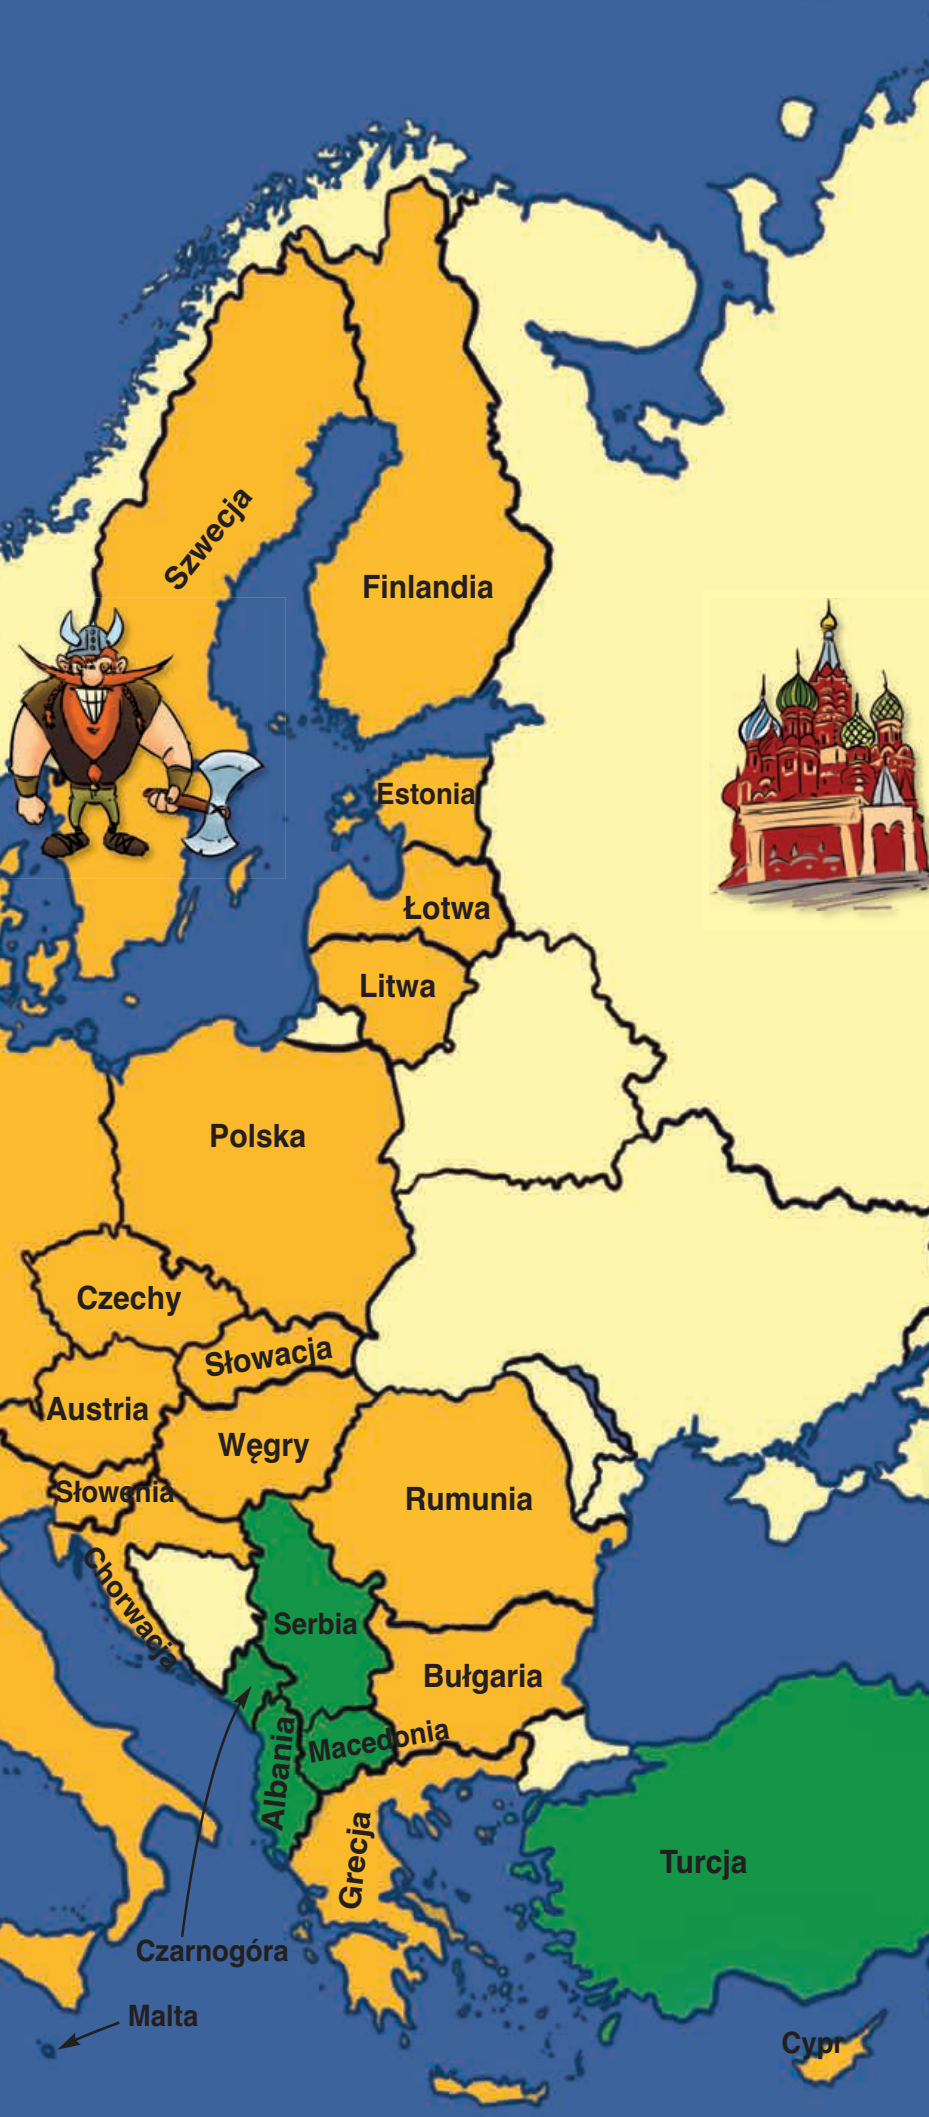 Szwecja
Finlandia
Estonia
Łotwa
Litwa
Polska
Czechy
Słowacja
Austria
Węgry
Słowenia
Rumunia
Chorwacja
Serbia
Bułgaria
Macedonia
Albania
Grecja
Turcja
Czarnogóra
Malta
Cypr